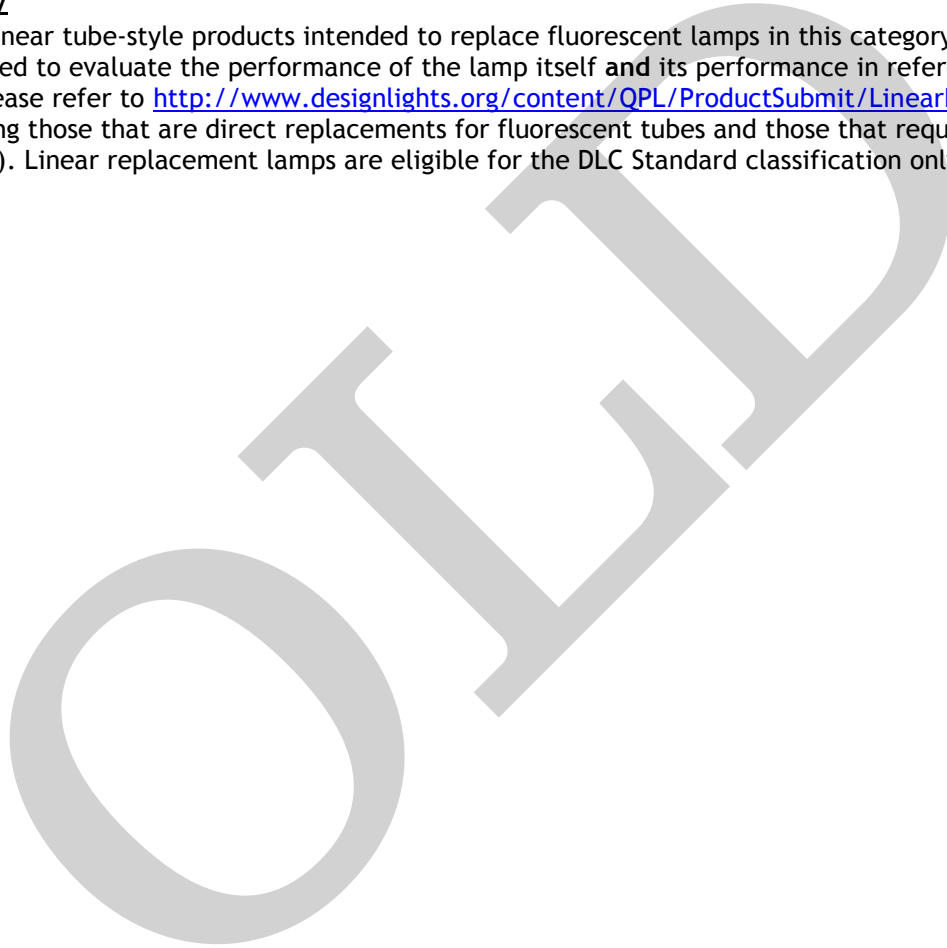 near tube-style products intended to replace fluorescent lamps in this category
ed to evaluate the performance of the lamp itself and its performance in refer
ease refer to http://www.designlights.org/content/QPL/ProductSubmit/Linear
ng those that are direct replacements for fluorescent tubes and those that requ
). Linear replacement lamps are eligible for the DLC Standard classification onl
OLD